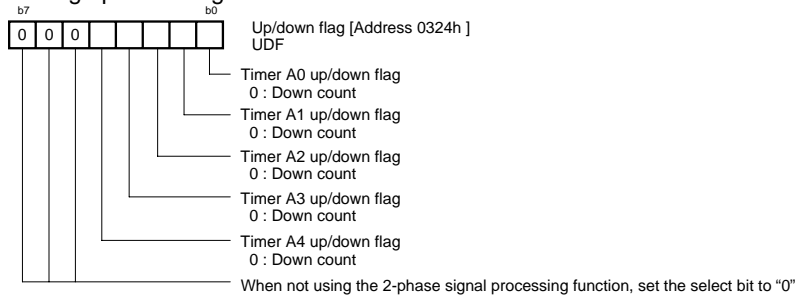 b7 b0
0 0 0
Up/down flag [Address 0324h ]
UDF
Timer A0 up/down flag
0 : Down count
Timer A1 up/down flag
0 : Down count
Timer A2 up/down flag
0 : Down count
Timer A3 up/down flag
0 : Down count
Timer A4 up/down flag
0 : Down count
When not using the 2-phase signal processing function, set the select bit to “0”